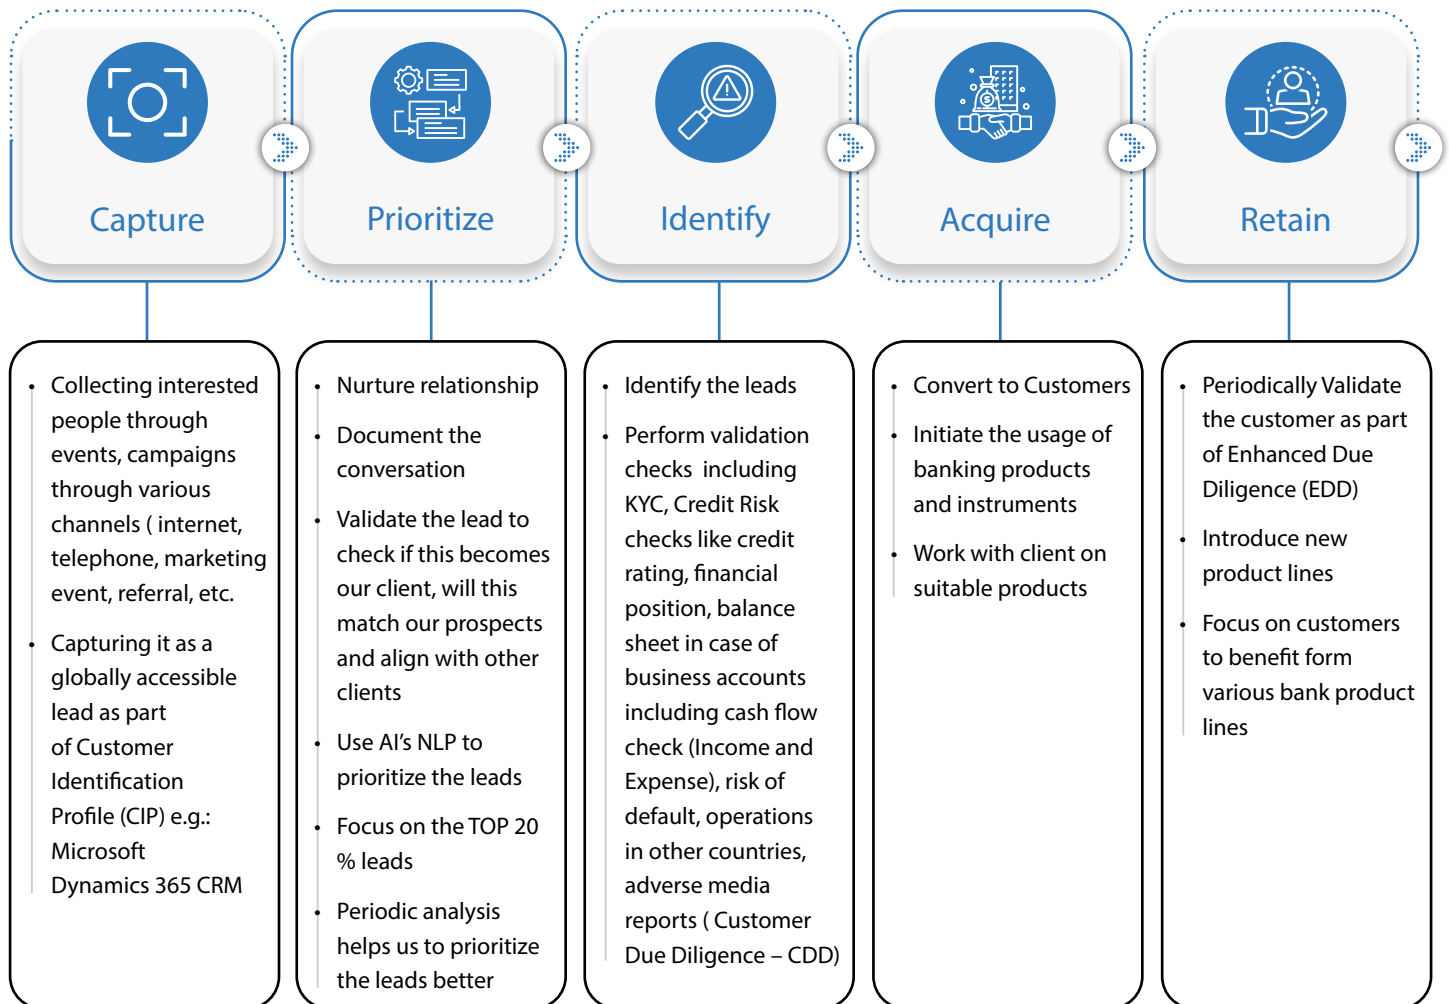 Capture
Prioritize
Identify
Acquire
Retain
• Collecting interested
people through
events, campaigns
through various
channels ( internet,
telephone, marketing
event, referral, etc.
• Capturing it as a
globally accessible
lead as part
of Customer
Identification
Profile (CIP) e.g.:
Microsoft
Dynamics 365 CRM
• Nurture relationship
• Document the
conversation
• Validate the lead to
check if this becomes
our client, will this
match our prospects
and align with other
clients
• Use AI’s NLP to
prioritize the leads
• Focus on the TOP 20
% leads
• Periodic analysis
helps us to prioritize
the leads better
• Identify the leads
• Perform validation
checks including
KYC, Credit Risk
checks like credit
rating, financial
position, balance
sheet in case of
business accounts
including cash flow
check (Income and
Expense), risk of
default, operations
in other countries,
adverse media
reports ( Customer
Due Diligence – CDD)
• Convert to Customers
• Initiate the usage of
banking products
and instruments
• Work with client on
suitable products
• Periodically Validate
the customer as part
of Enhanced Due
Diligence (EDD)
• Introduce new
product lines
• Focus on customers
to benefit form
various bank product
lines